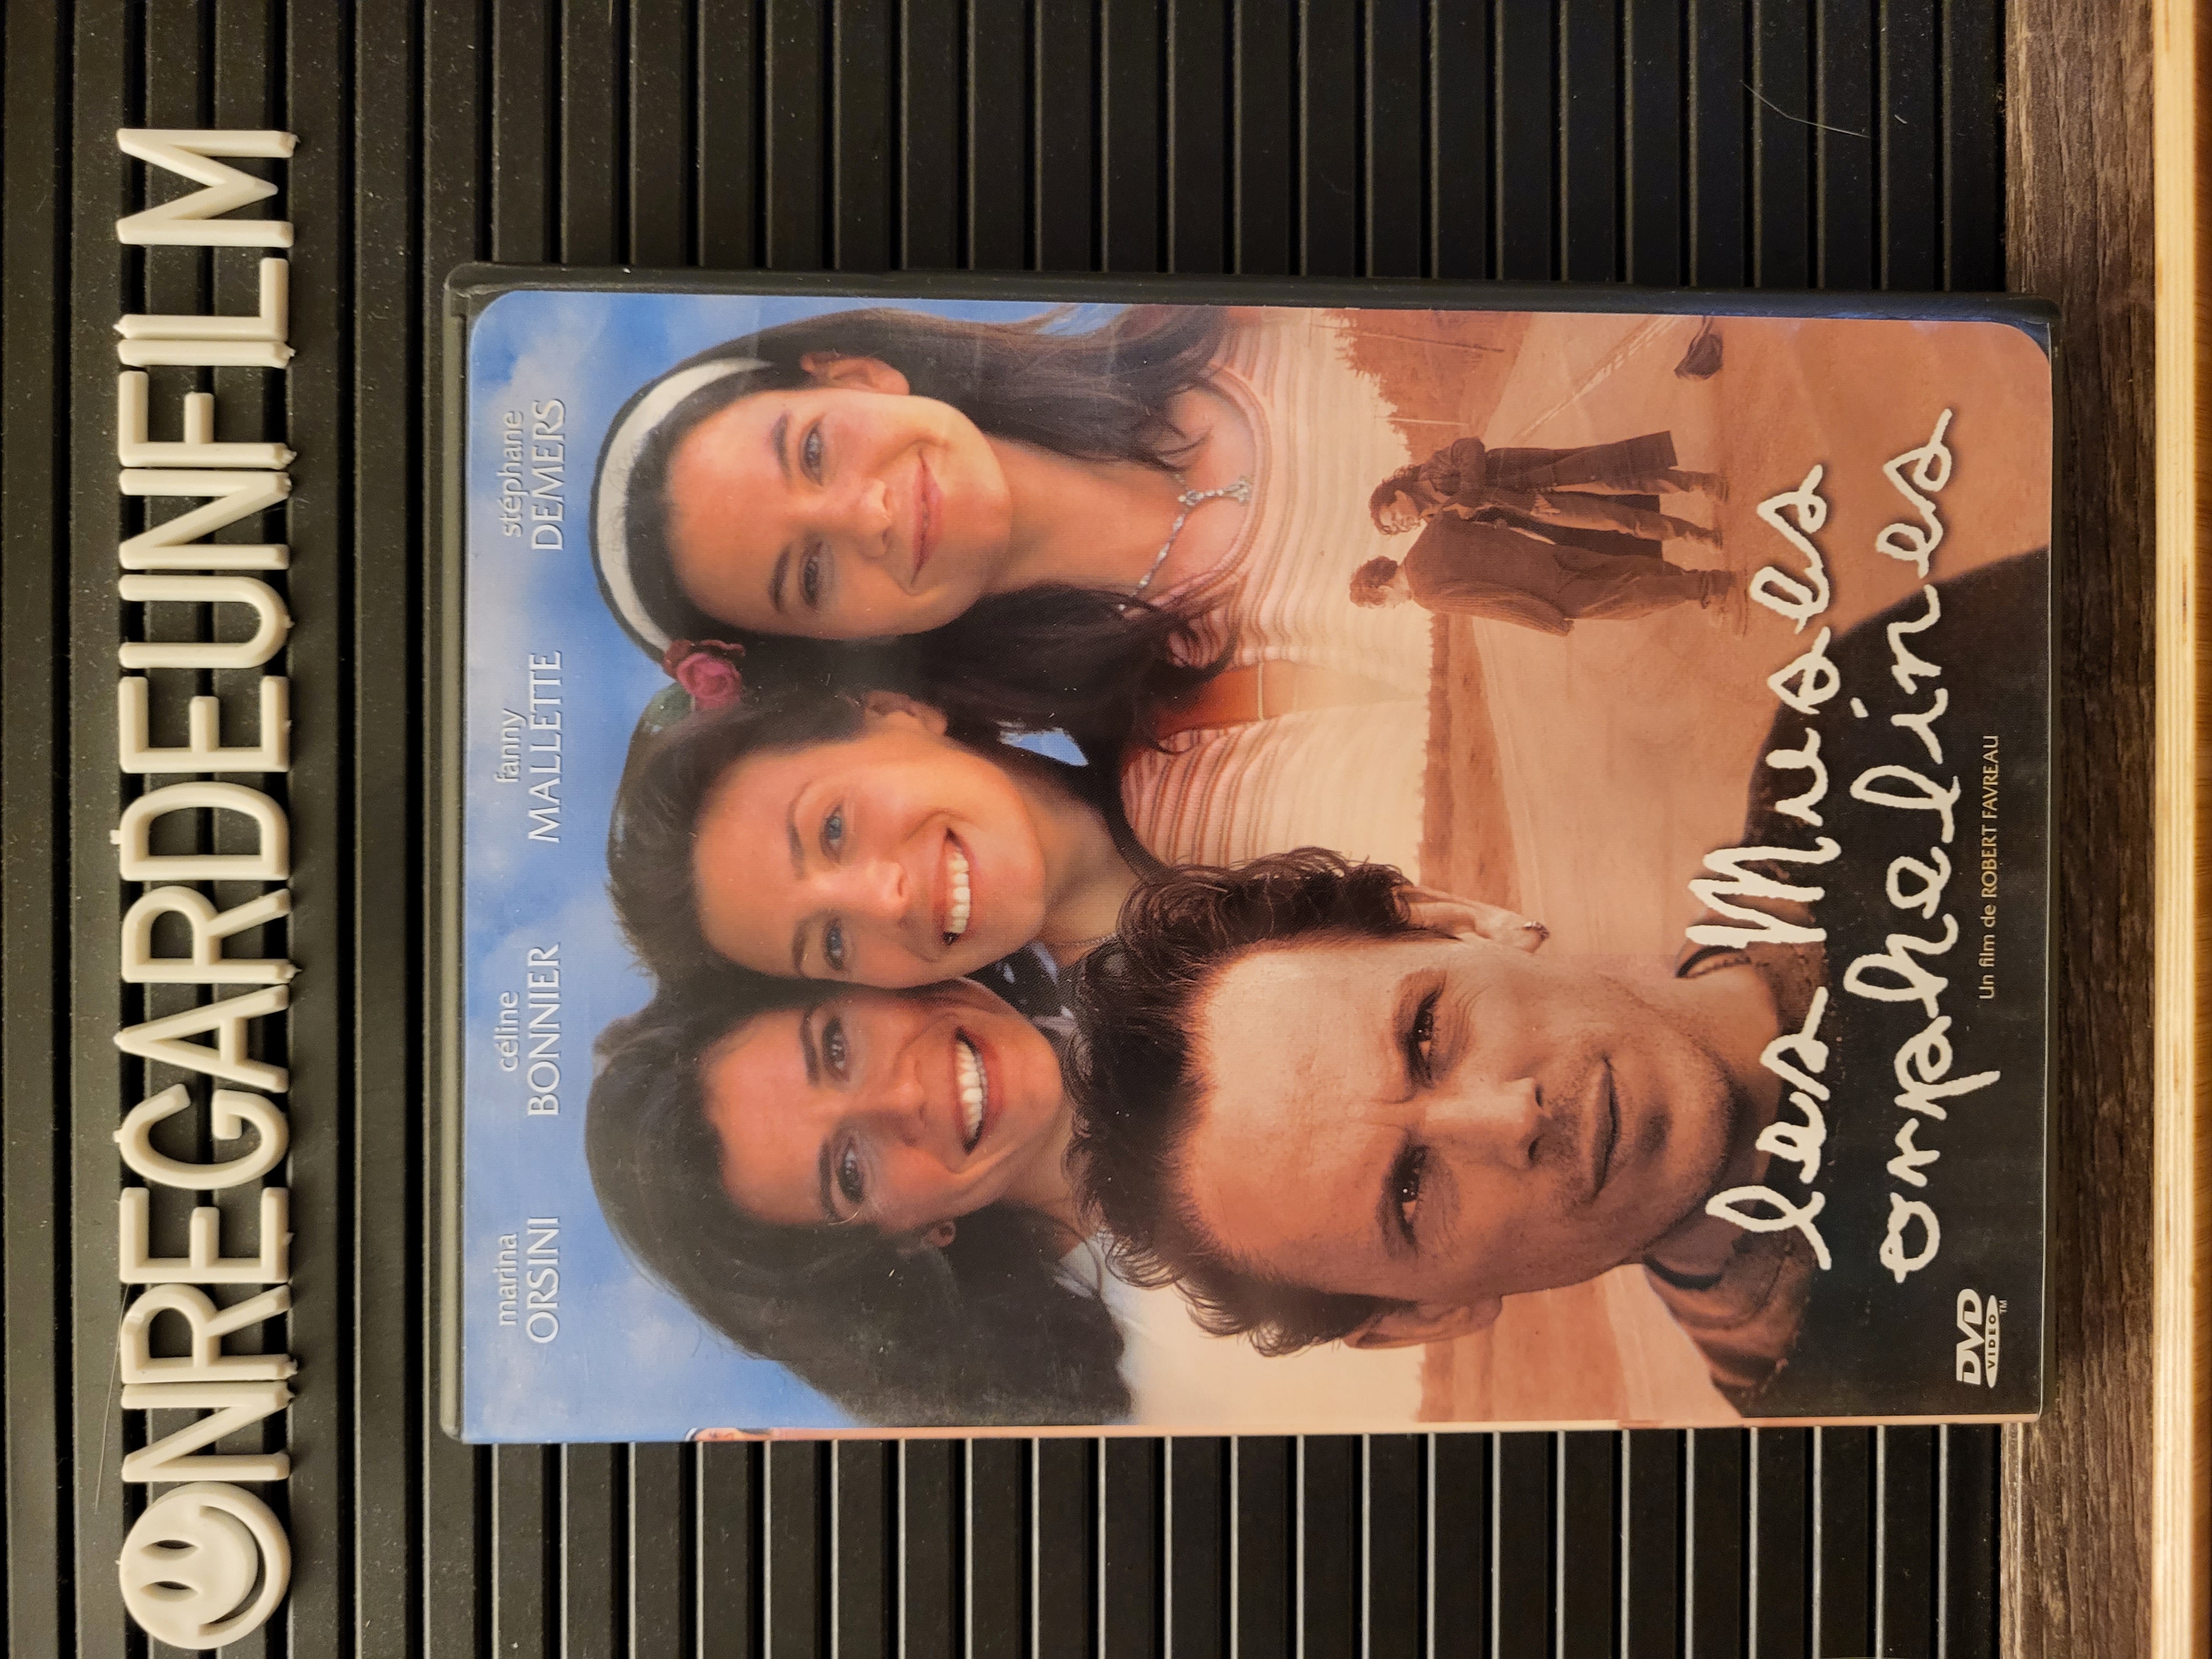 ONREGARDEUNFILM
marina
ORSINI
céline
BONNIER
fanny
MALLETTE
stéphane
DEMERS
les Muses
orphelines
Un film de ROBERT FAVREAU
DVD
VIDEO
TM